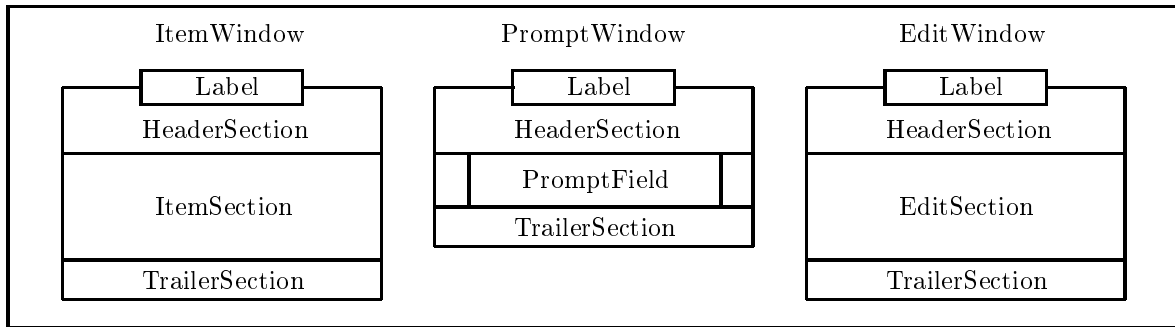 ItemWindow PromptWindow EditWindow
Label Label Label
HeaderSection HeaderSection HeaderSection
PromptField
ItemSection EditSection
TrailerSection
TrailerSection TrailerSection